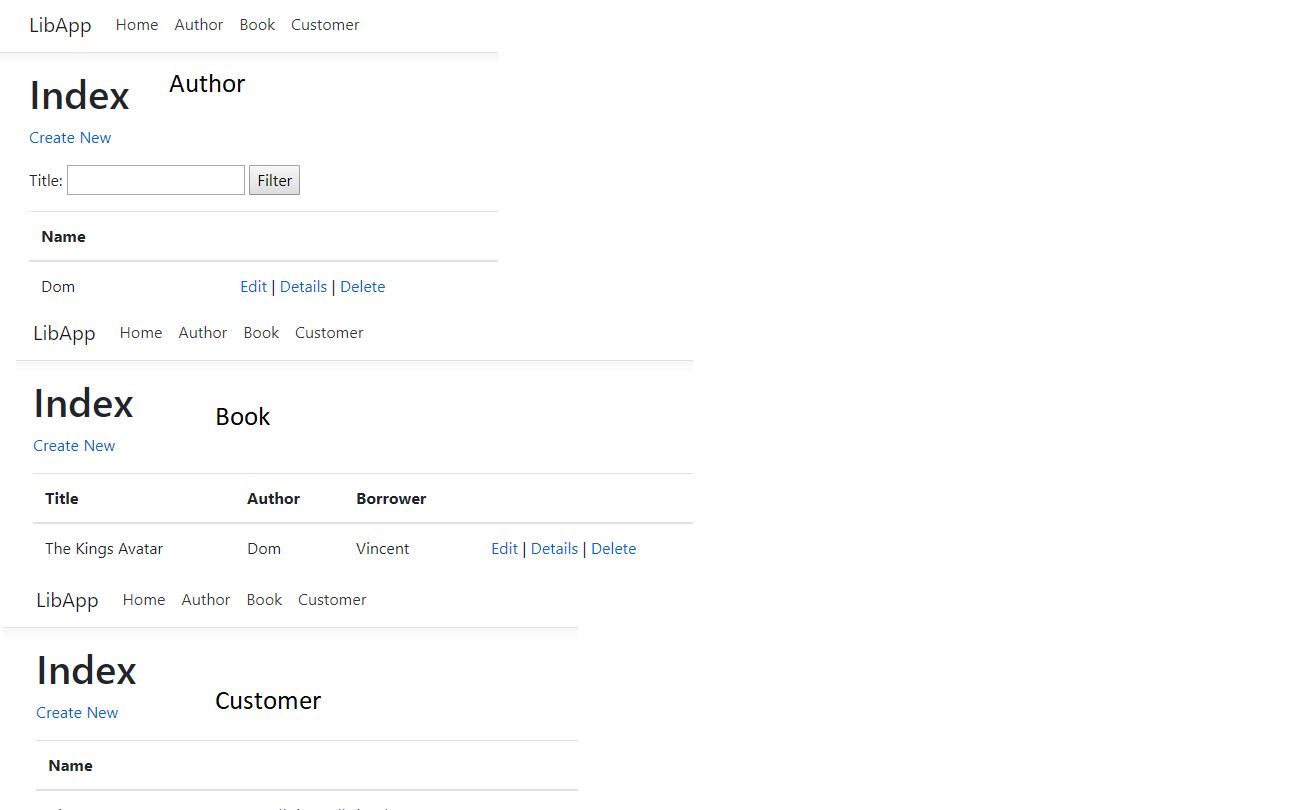 LibApp Home Author Book Customer
Index Author
Create New
Title: Filter
Name
Dom Edit | Details | Delete
LibApp Home Author Book Customer
Index
Book
Create New
Title Author Borrower
The Kings Avatar Dom Vincent Edit | Details | Delete
LibApp Home Author Book Customer
Index
Customer
Create New
Name